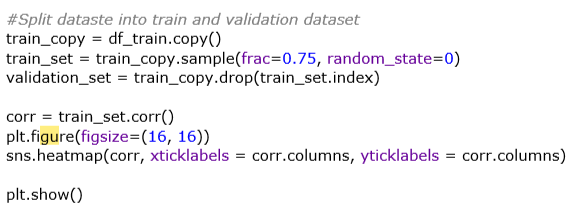 #Split dataste into train and validation dataset
train_copy = df_train.copy()
train_set = train_copy.sample(frac=0.75, random_state=0)
validation_set = train_copy.drop(train_set.index)
corr = train_set.corr()
plt.figure(figsize=(16, 16))
sns.heatmap(corr, xticklabels = corr.columns, yticklabels = corr.columns)
plt.show()